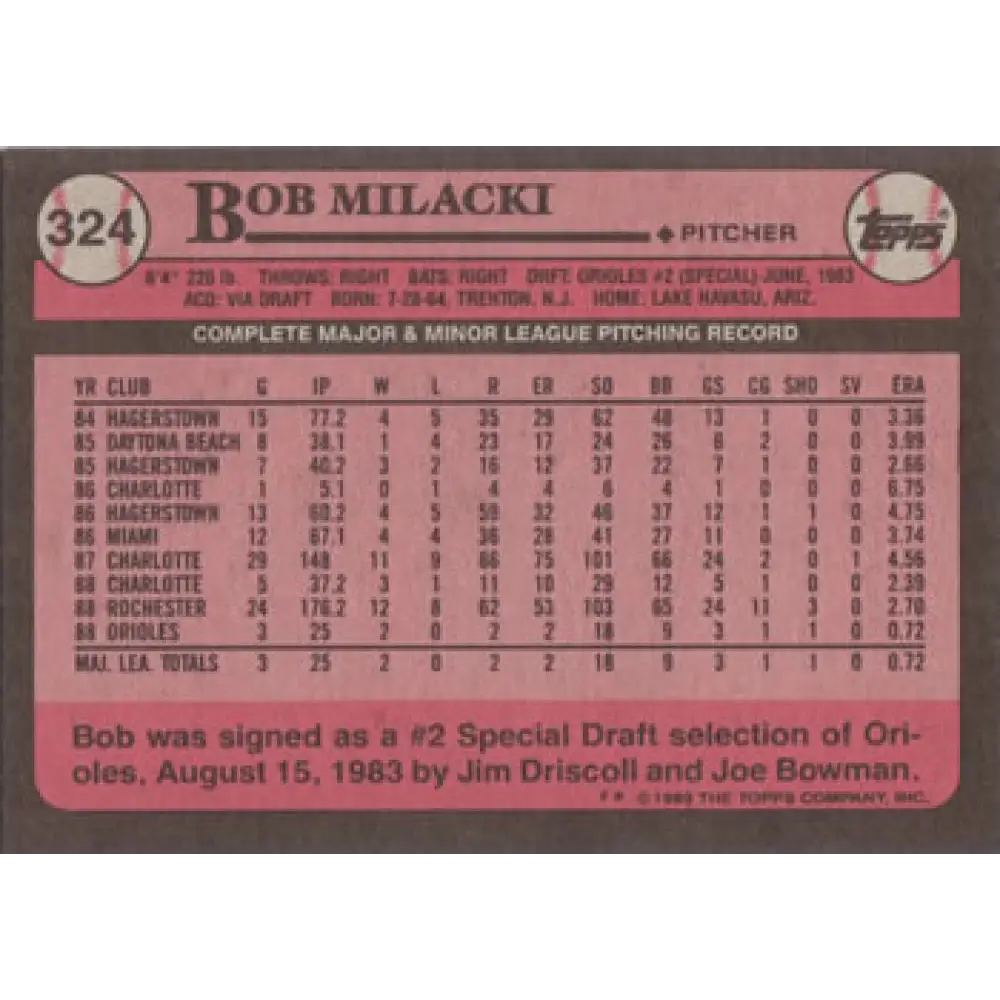 324
BOB MILACKI
◆ PITCHER
Topps®
6'4" 220 lb. THROWS: RIGHT BATS: RIGHT DRFT: ORIOLES #2 (SPECIAL)-JUNE, 1983
ACQ: VIA DRAFT BORN: 7-28-64, TRENTON, N.J. HOME: LAKE HAVASU, ARIZ.
COMPLETE MAJOR & MINOR LEAGUE PITCHING RECORD
YR CLUB G IP W L R ER SO BB GS CG SHO SV ERA
84 HAGERSTOWN 15 77.2 4 5 35 29 62 48 13 1 0 0 3.36
85 DAYTONA BEACH 8 38.1 1 4 23 17 24 26 6 2 0 0 3.99
85 HAGERSTOWN 7 40.2 3 2 16 12 37 22 7 1 0 0 2.66
86 CHARLOTTE 1 5.1 0 1 4 4 6 4 1 0 0 0 6.75
86 HAGERSTOWN 13 60.2 4 5 59 32 46 37 12 1 1 0 4.75
86 MIAMI 12 67.1 4 4 36 28 41 27 11 0 0 0 3.74
87 CHARLOTTE 29 148 11 9 86 75 101 66 24 2 0 1 4.56
88 CHARLOTTE 5 37.2 3 1 11 10 29 12 5 1 0 0 2.39
88 ROCHESTER 24 176.2 12 8 62 53 103 65 24 11 3 0 2.70
88 ORIOLES 3 25 2 0 2 2 18 9 3 1 1 0 0.72
MAJ. LEA. TOTALS 3 25 2 0 2 2 18 9 3 1 1 0 0.72
Bob was signed as a #2 Special Draft selection of Ori-
oles, August 15, 1983 by Jim Driscoll and Joe Bowman.
© 1989 THE TOPPS COMPANY, INC.